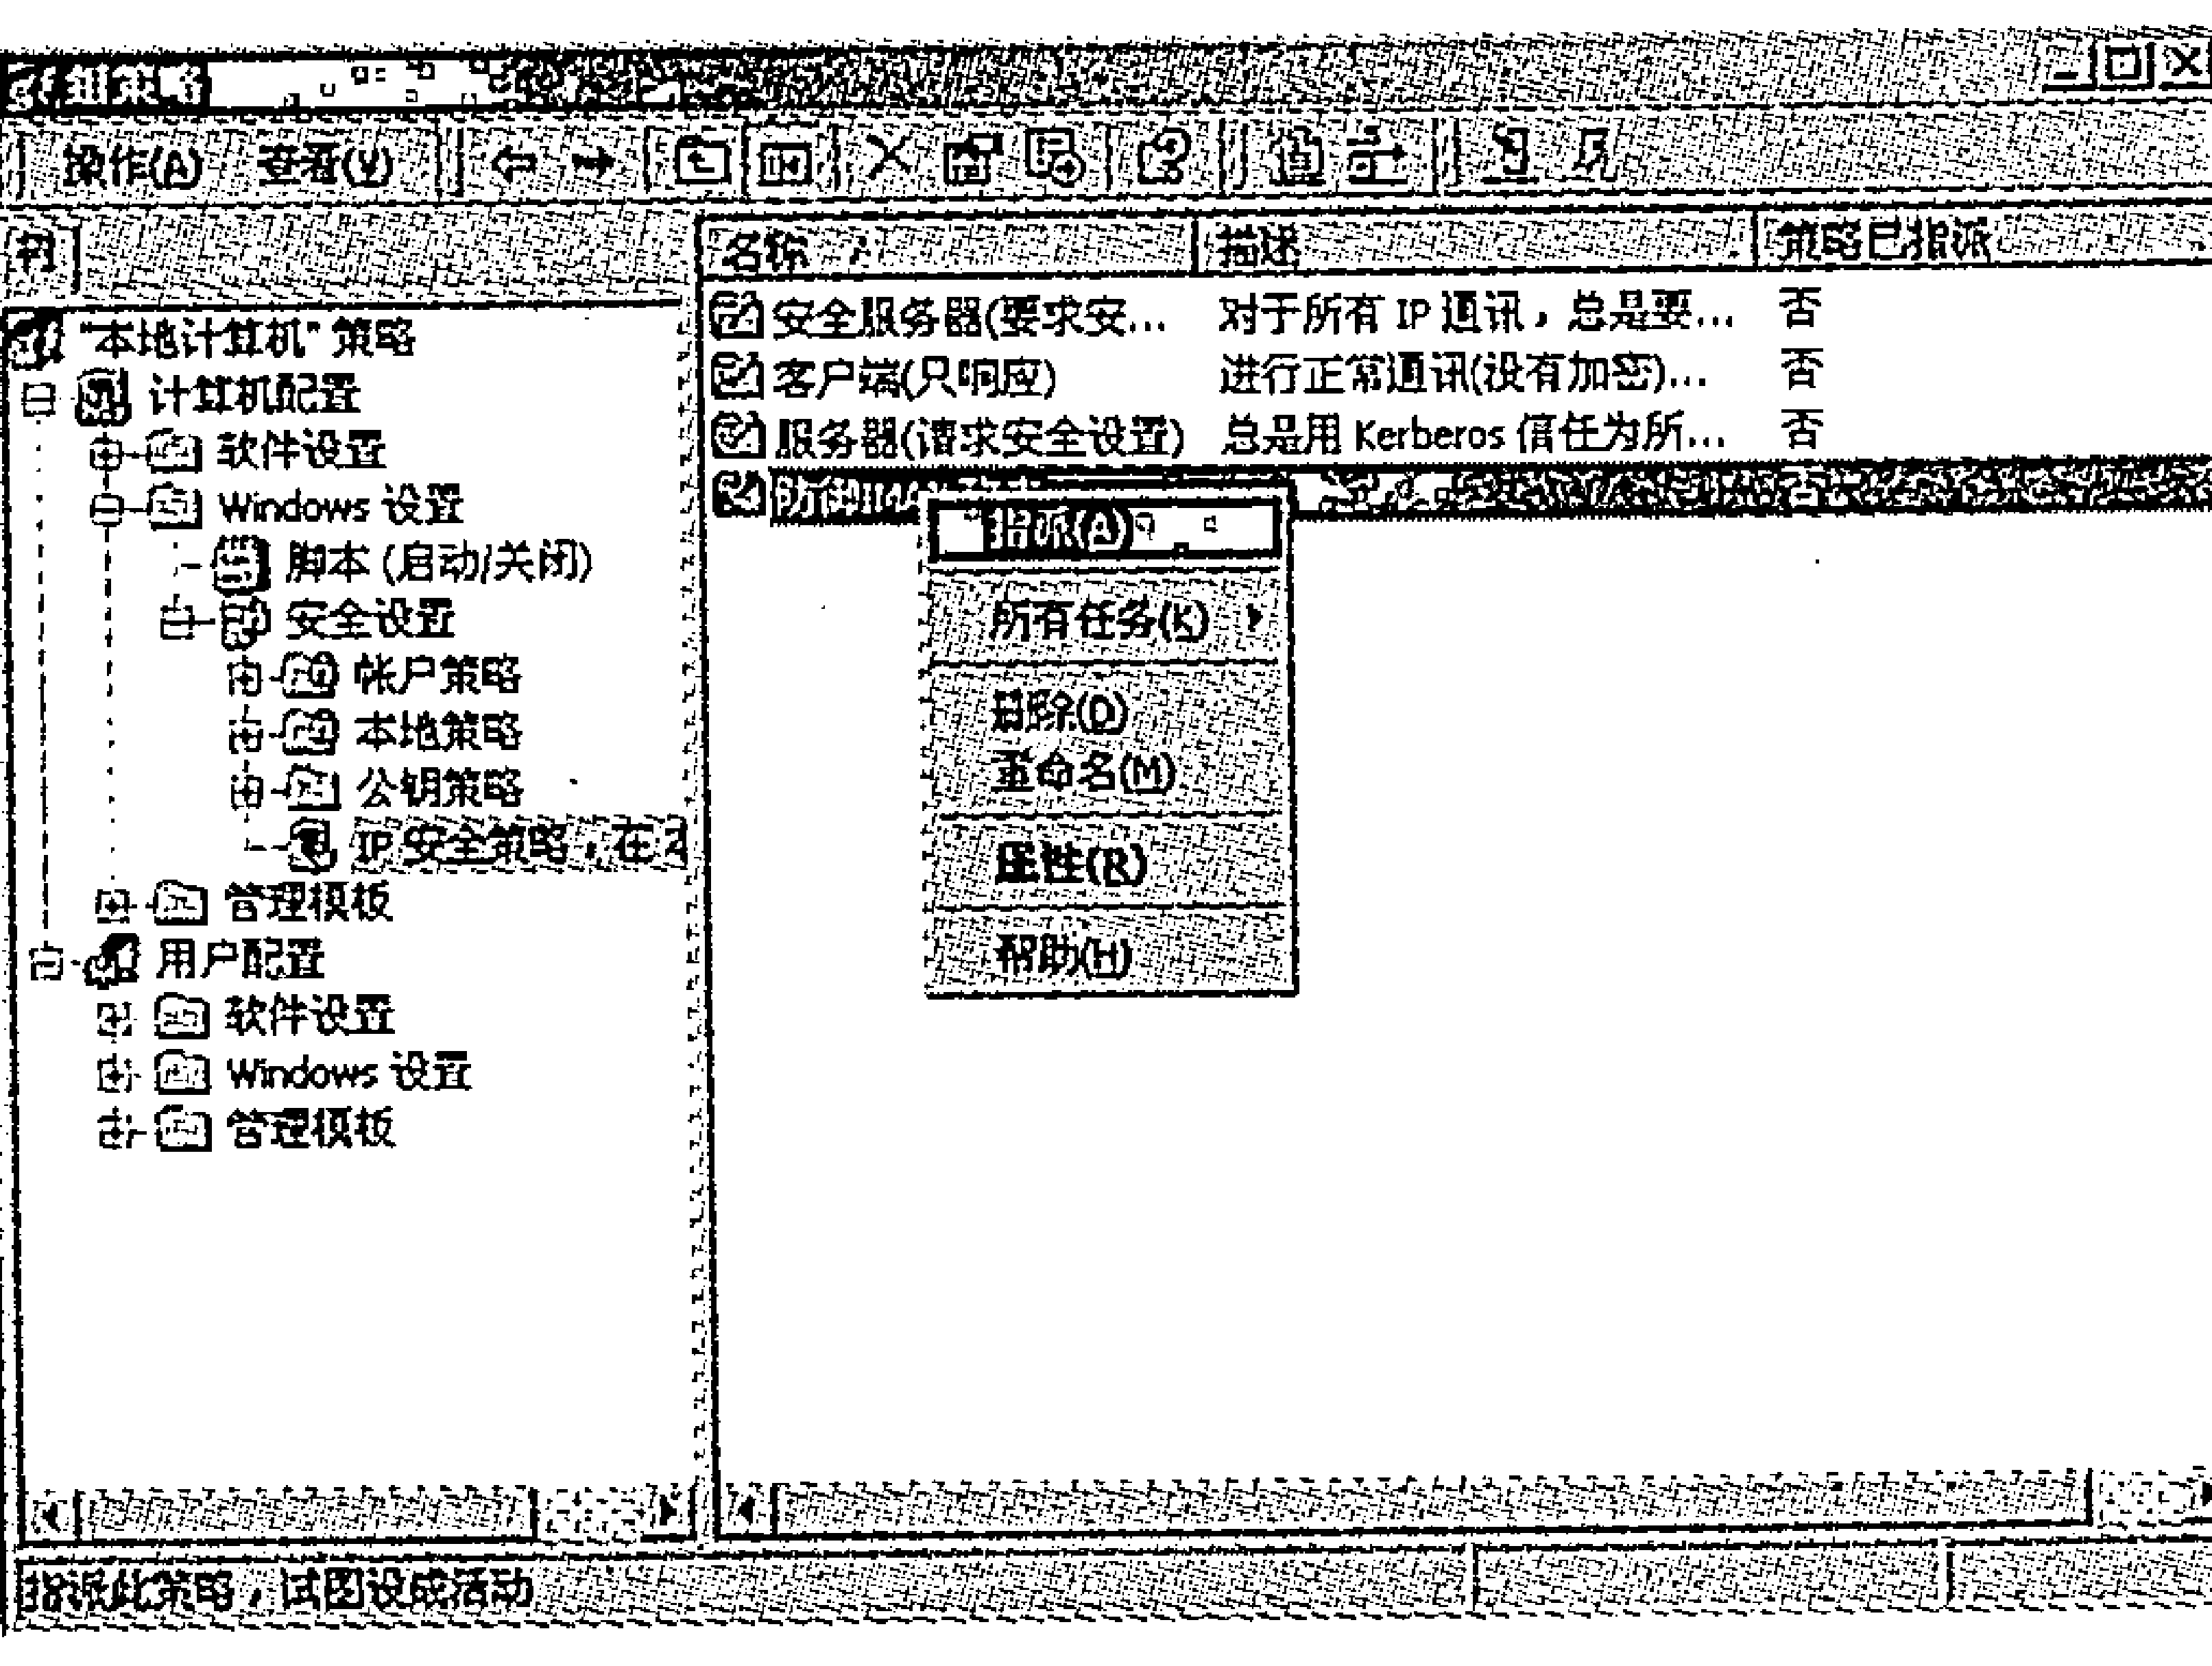 组策略
操作(A) 查看(V)
树
名称 描述 策略已指派
"本地计算机" 策略
计算机配置
软件设置
Windows 设置
脚本 (启动/关闭)
安全设置
帐户策略
本地策略
公钥策略
IP 安全策略，在
管理模板
用户配置
软件设置
Windows 设置
管理模板
安全服务器(要求安... 对于所有 IP 通讯，总是要... 否
客户端(只响应) 进行正常通讯(没有加密)... 否
服务器(请求安全设置) 总是用 Kerberos 信任为所... 否
否
指派(A)
所有任务(K)
删除(D)
重命名(M)
属性(R)
帮助(H)
指派此策略，试图设成活动